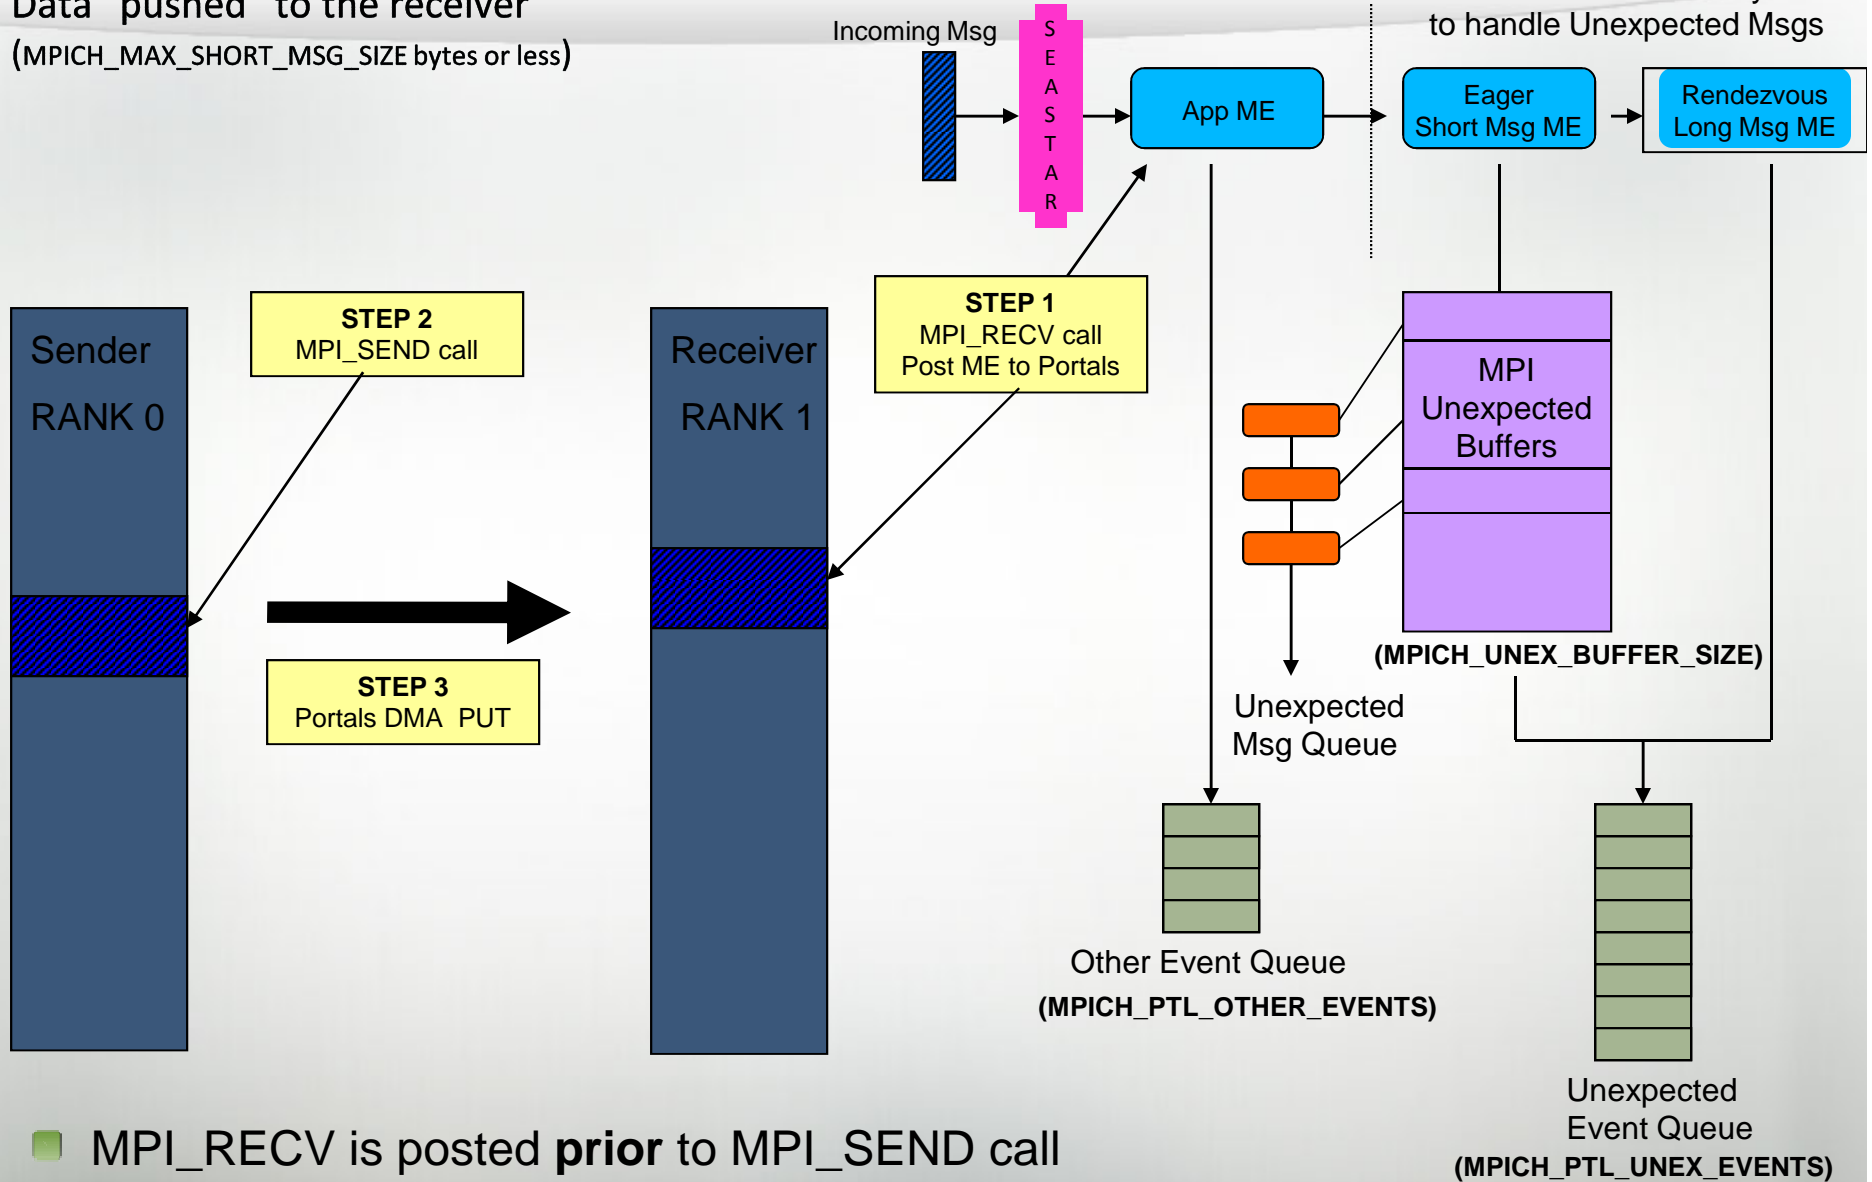 Data "pushed" to the receiver
(MPICH_MAX_SHORT_MSG_SIZE bytes or less)
to handle Unexpected Msgs
Incoming Msg
S
E
A
S
T
A
R
App ME
Eager
Short Msg ME
Rendezvous
Long Msg ME
STEP 2
MPI_SEND call
STEP 1
MPI_RECV call
Post ME to Portals
Sender
RANK 0
Receiver
RANK 1
MPI
Unexpected
Buffers
(MPICH_UNEX_BUFFER_SIZE)
STEP 3
Portals DMA PUT
Unexpected
Msg Queue
Other Event Queue
(MPICH_PTL_OTHER_EVENTS)
Unexpected
Event Queue
(MPICH_PTL_UNEX_EVENTS)
MPI_RECV is posted prior to MPI_SEND call